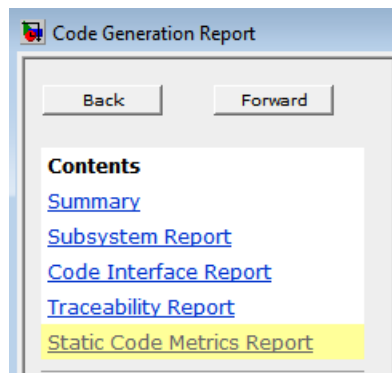 Code Generation Report
Back Forward
Contents
Summary
Subsystem Report
Code Interface Report
Traceability Report
Static Code Metrics Report